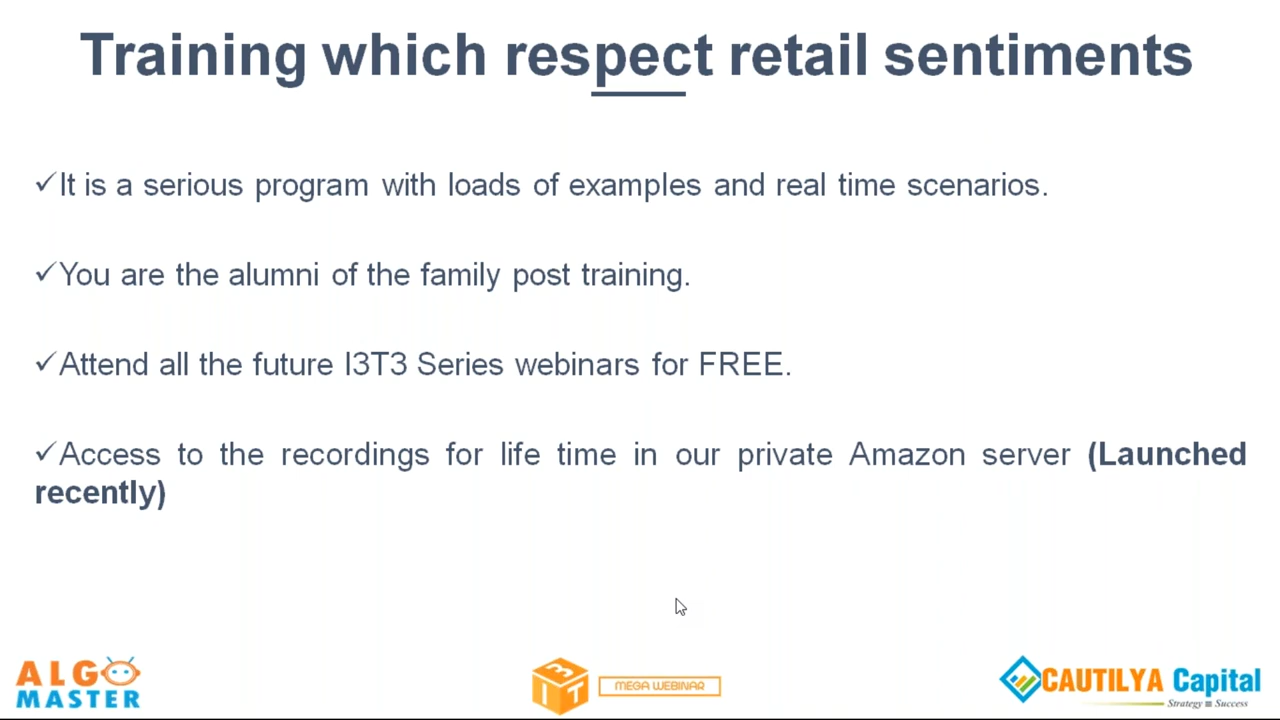 Training which respect retail sentiments
✓It is a serious program with loads of examples and real time scenarios.
✓You are the alumni of the family post training.
✓Attend all the future I3T3 Series webinars for FREE.
✓Access to the recordings for life time in our private Amazon server (Launched
recently)
ALGO
MASTER
3
I T
MEGA WEBINAR
CAUTILYA Capital
Strategy ≡ Success